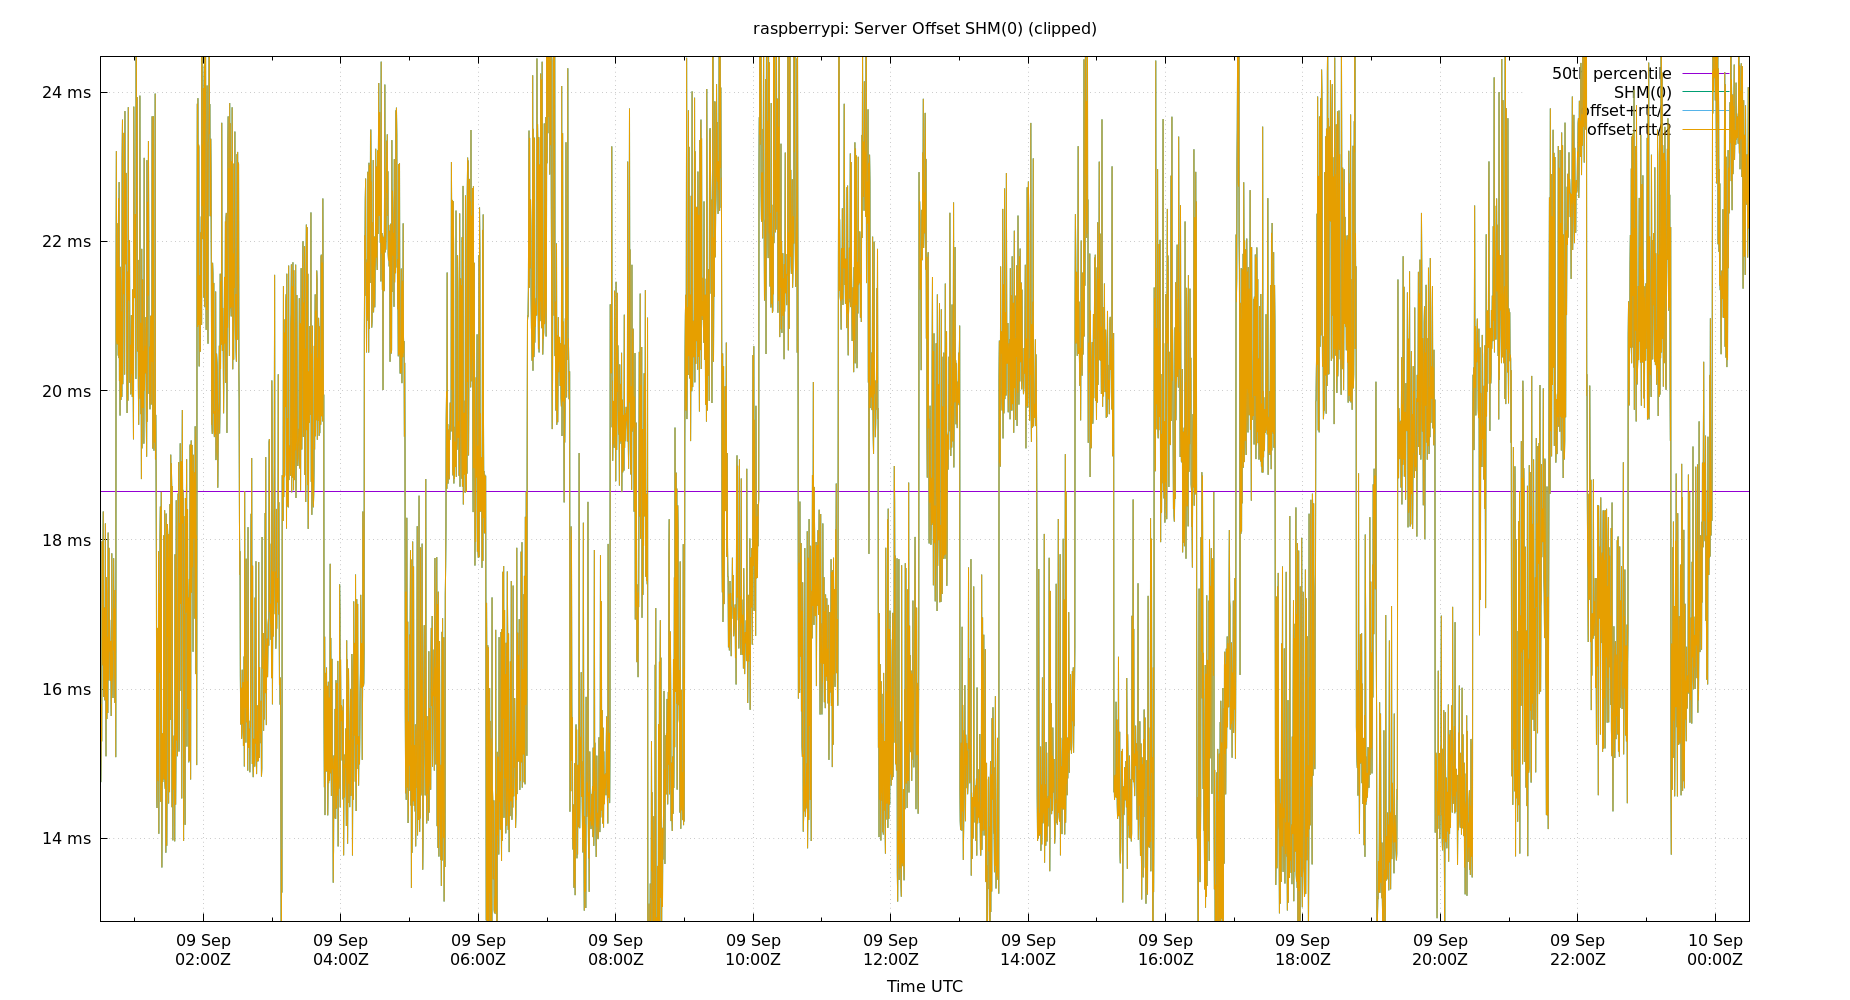 raspberrypi: Server Offset SHM(0) (clipped)
24 ms
22 ms
20 ms
18 ms
16 ms
14 ms
50th percentile
SHM(0)
offset+rtt/2
offset-rtt/2
09 Sep 09 Sep 09 Sep 09 Sep 09 Sep 09 Sep 09 Sep 09 Sep 09 Sep 09 Sep 09 Sep 10 Sep
02:00Z 04:00Z 06:00Z 08:00Z 10:00Z 12:00Z 14:00Z 16:00Z 18:00Z 20:00Z 22:00Z 00:00Z
Time UTC